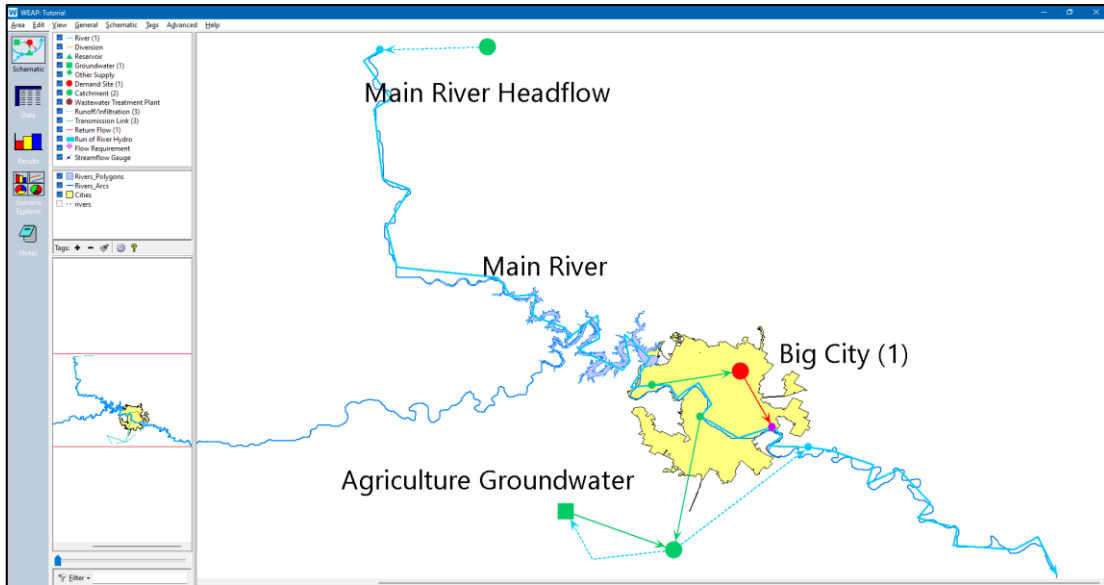 WEAP: Tutorial
Area Edit View General Schematic Tags Advanced Help
Schematic
Data
Results
Scenario
Explorer
Notes
River (1)
Diversion
Reservoir
Groundwater (1)
Other Supply
Demand Site (1)
Catchment (2)
Wastewater Treatment Plant
Runoff/Infiltration (3)
Transmission Link (3)
Return Flow (1)
Run of River Hydro
Flow Requirement
Streamflow Gauge
Rivers_Polygons
Rivers_Arcs
Cities
rivers
Tags:
Filter
Main River Headflow
Main River
Big City (1)
Agriculture Groundwater